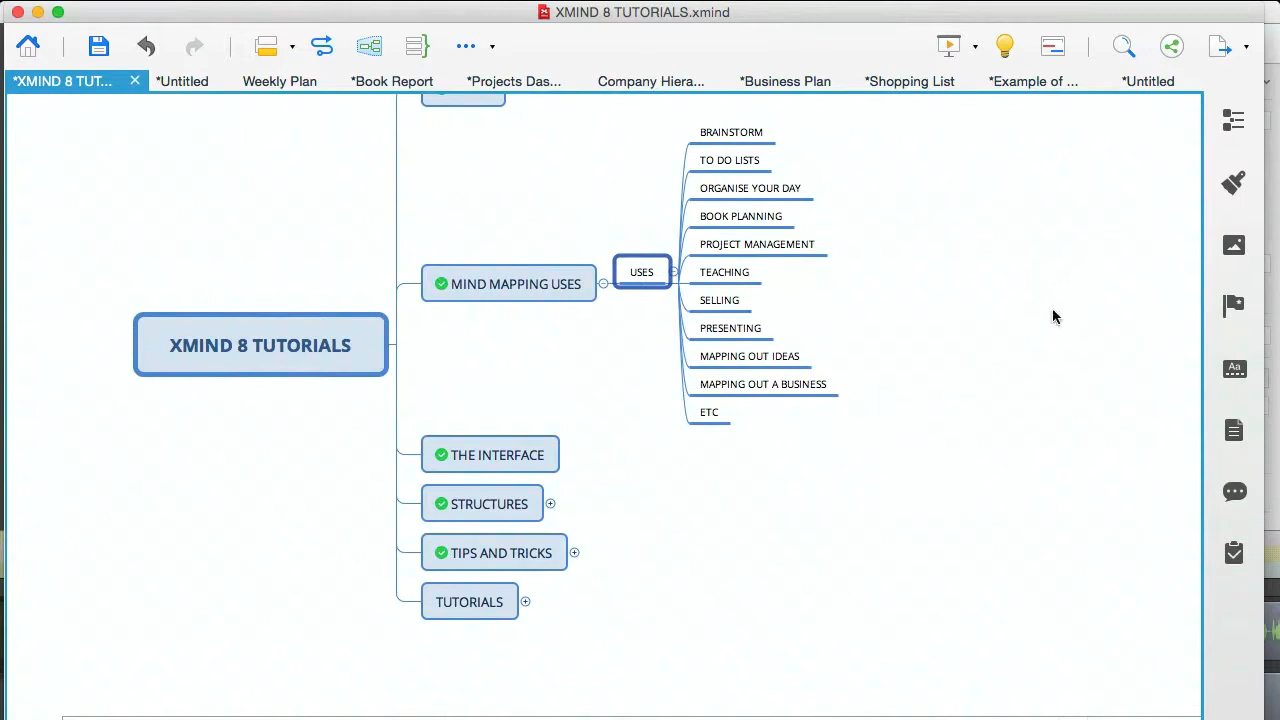 XMIND 8 TUTORIALS.xmind
*XMIND 8 TUT...
*Untitled
Weekly Plan
*Book Report
*Projects Das...
Company Hiera...
*Business Plan
*Shopping List
*Example of ...
*Untitled
XMIND 8 TUTORIALS
MIND MAPPING USES
USES
BRAINSTORM
TO DO LISTS
ORGANISE YOUR DAY
BOOK PLANNING
PROJECT MANAGEMENT
TEACHING
SELLING
PRESENTING
MAPPING OUT IDEAS
MAPPING OUT A BUSINESS
ETC
THE INTERFACE
STRUCTURES
TIPS AND TRICKS
TUTORIALS
Aa